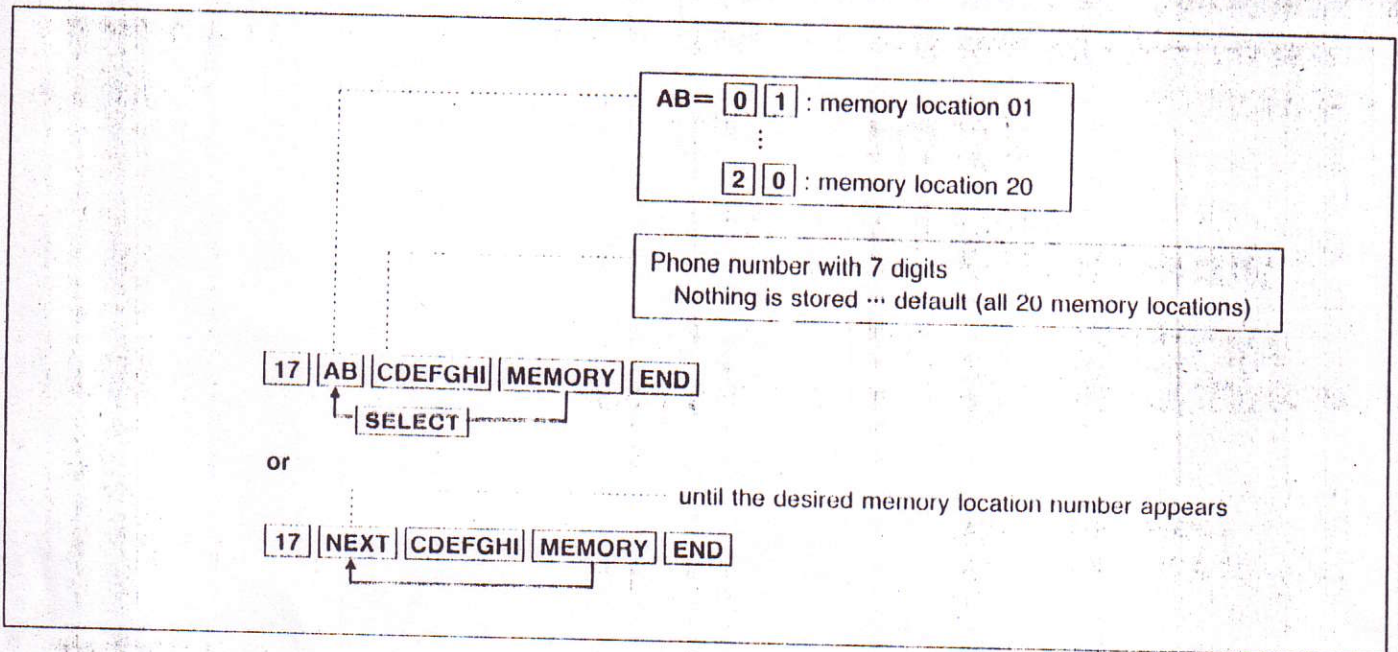 AB= 0 1 : memory location 01
⋮
2 0 : memory location 20
Phone number with 7 digits
Nothing is stored ··· default (all 20 memory locations)
17 AB CDEFGHI MEMORY END
SELECT
or
until the desired memory location number appears
17 NEXT CDEFGHI MEMORY END